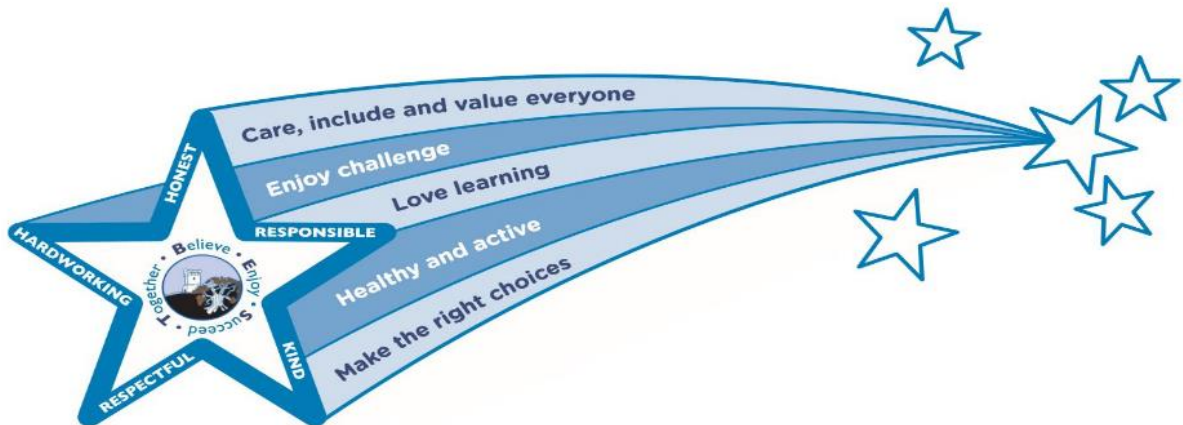 Care, include and value everyone
Enjoy challenge
Love learning
Healthy and active
Make the right choices
HONEST
RESPONSIBLE
KIND
RESPECTFUL
HARDWORKING
Believe • Enjoy • Succeed • Together •